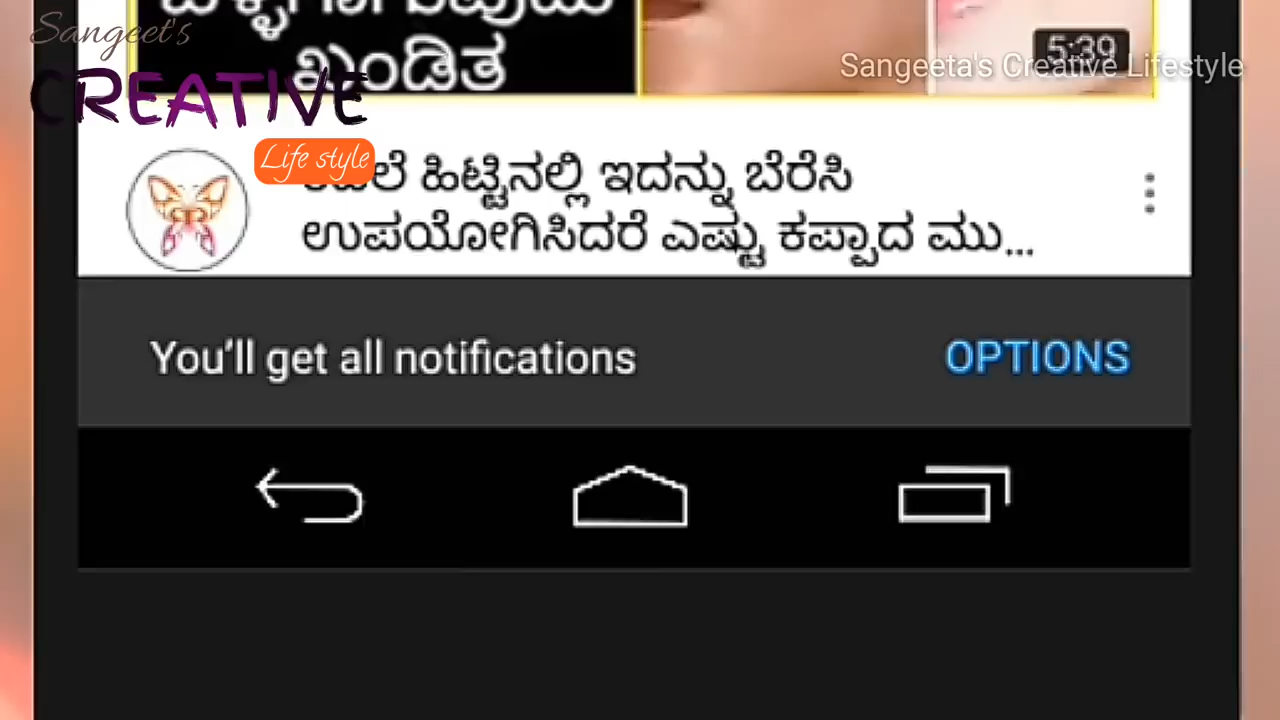 ಖಂಡಿತ
5:39
Sangeet's
CREATIVE
Life style
Sangeeta's Creative Lifestyle
ಹಿಟ್ಟಿನಲ್ಲಿ ಇದನ್ನು ಬೆರೆಸಿ
ಉಪಯೋಗಿಸಿದರೆ ಎಷ್ಟು ಕಪ್ಪಾದ ಮು...
You'll get all notifications
OPTIONS